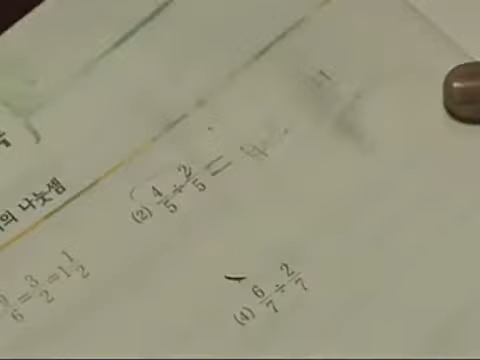 의 나눗셈
(2) 4/5 ÷ 2/5 =
/6 = 3/2 = 1 1/2
(4) 6/7 ÷ 2/7